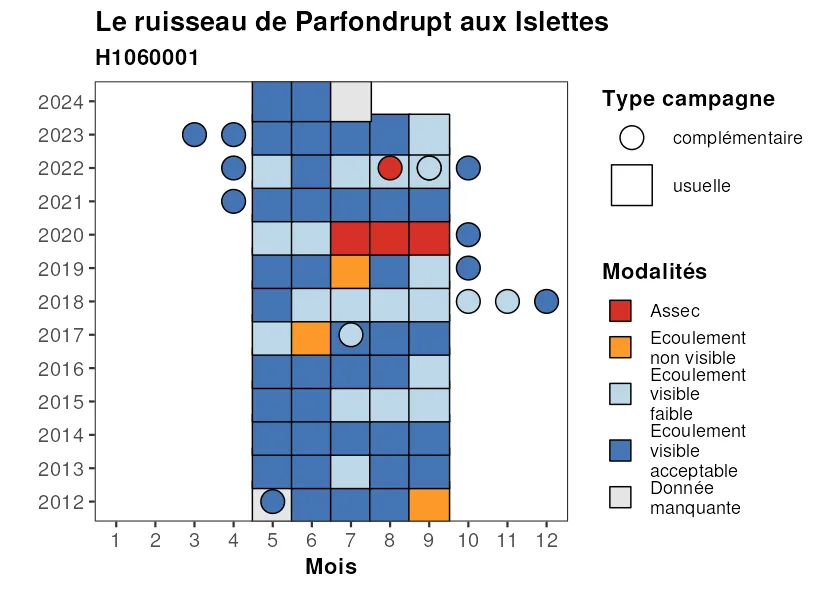 Le ruisseau de Parfondrupt aux Islettes
H1060001
2024
2023
2022
2021
2020
2019
2018
2017
2016
2015
2014
2013
2012
1 2 3 4 5 6 7 8 9 10 11 12
Mois
Type campagne
complémentaire
usuelle
Modalités
Assec
Ecoulement
non visible
Ecoulement
visible
faible
Ecoulement
visible
acceptable
Donnée
manquante